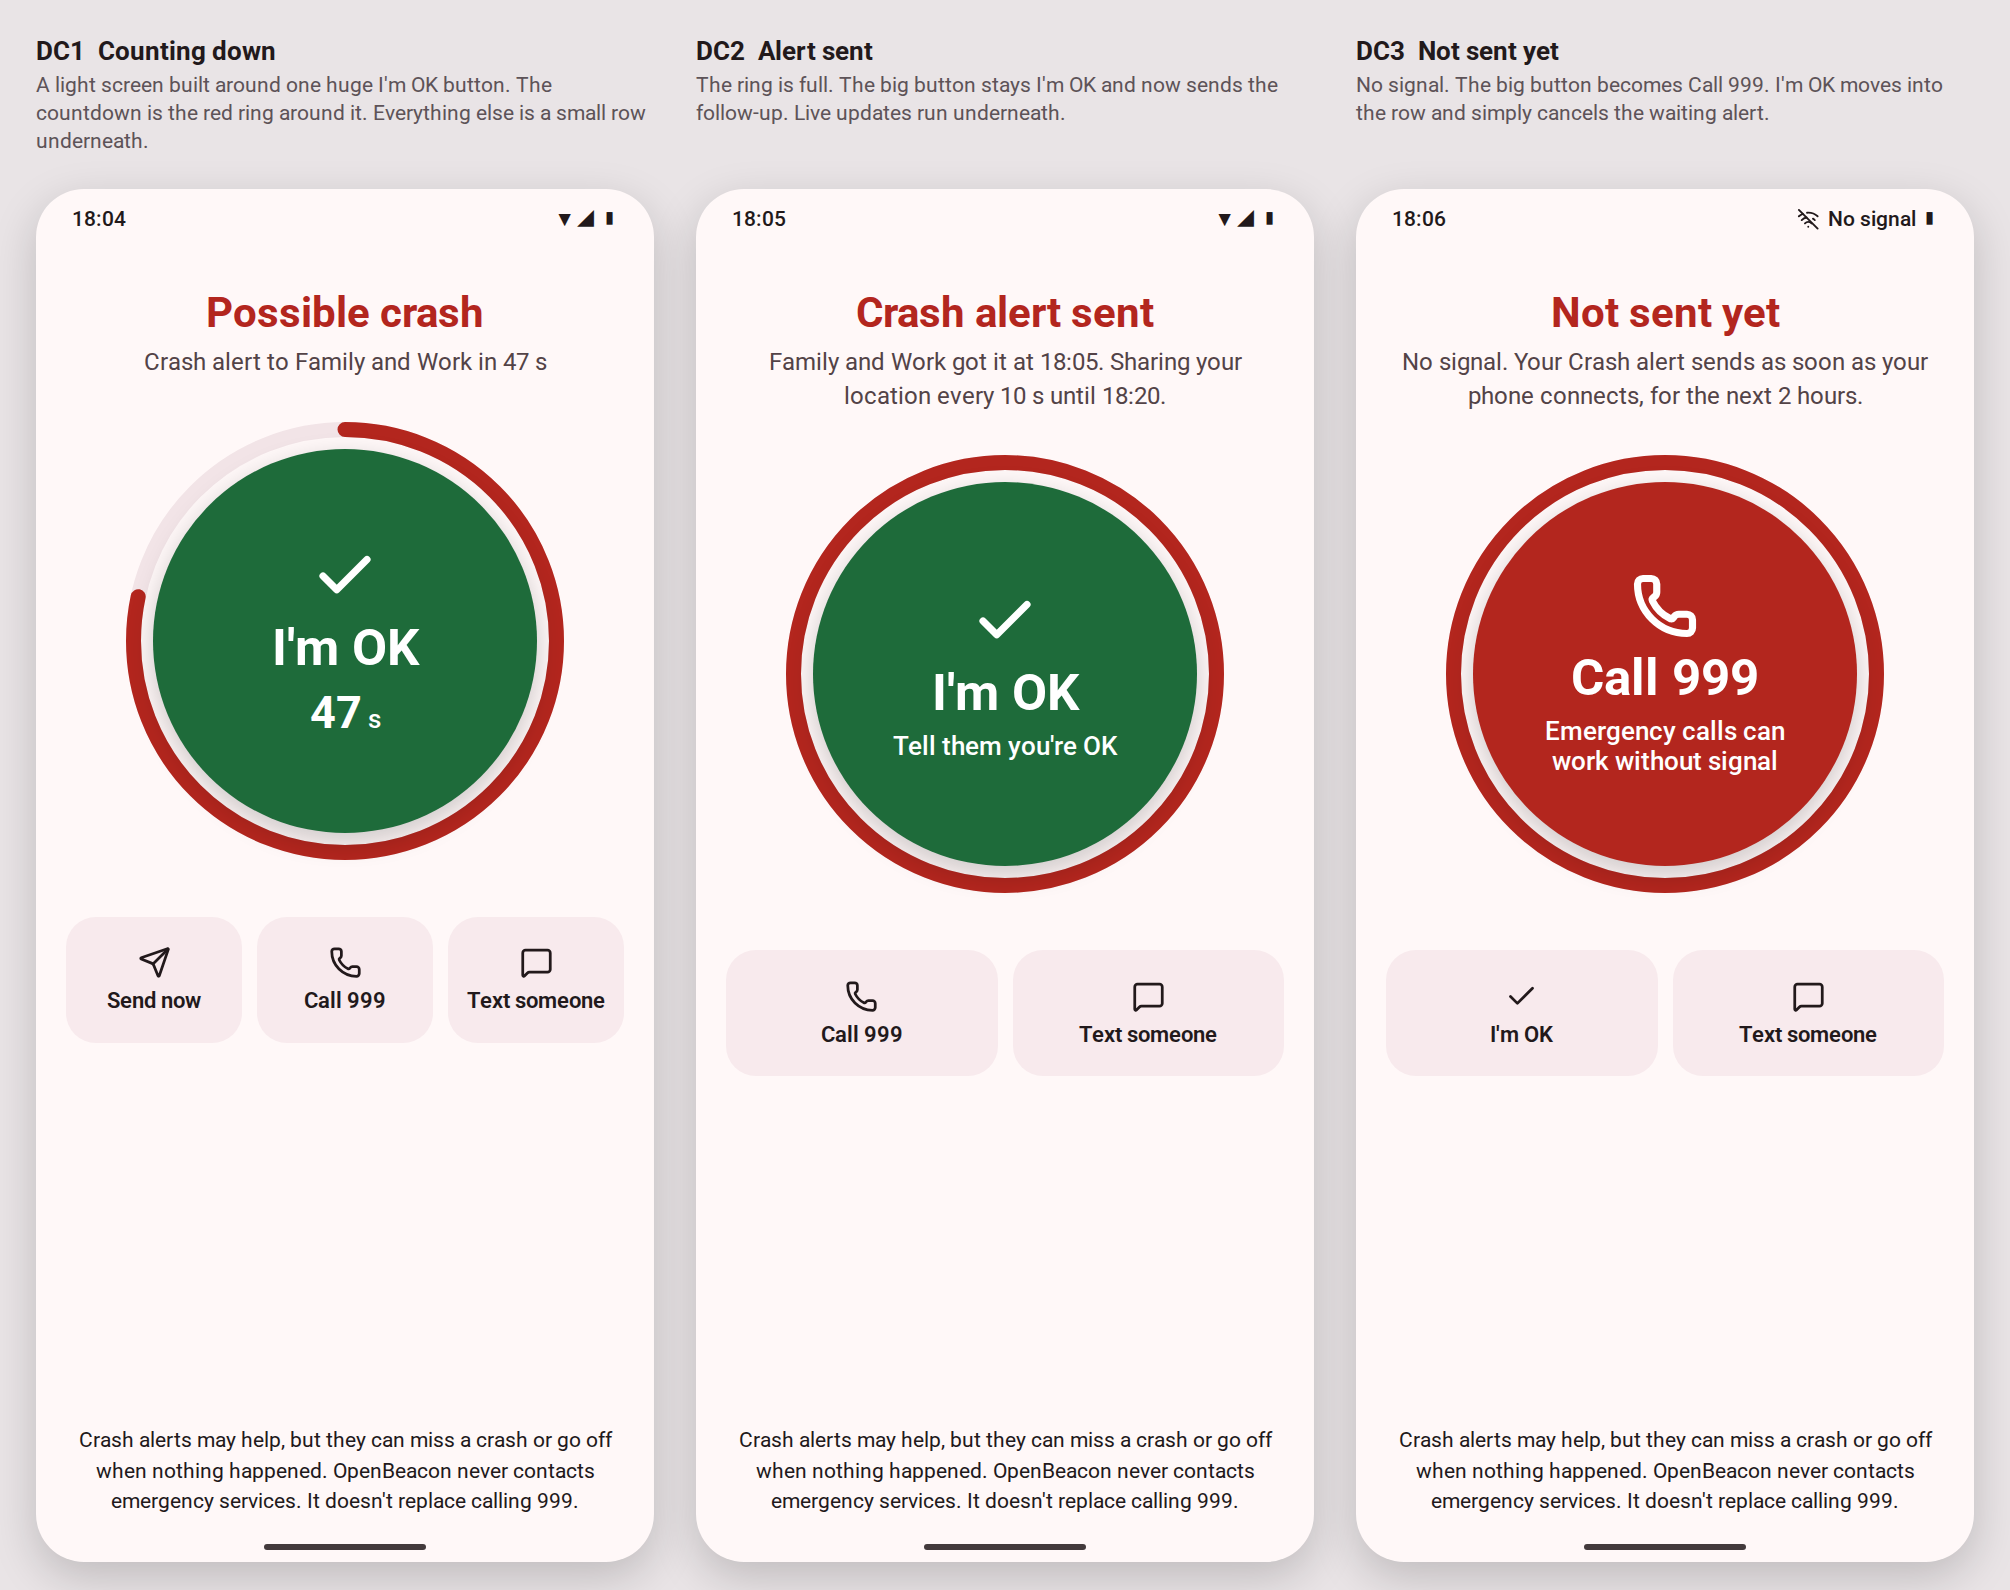 DC1 Counting down
A light screen built around one huge I'm OK button. The
countdown is the red ring around it. Everything else is a small row
underneath.
18:04
Possible crash
Crash alert to Family and Work in 47 s
I'm OK
47 s
Send now
Call 999
Text someone
Crash alerts may help, but they can miss a crash or go off
when nothing happened. OpenBeacon never contacts
emergency services. It doesn't replace calling 999.
DC2 Alert sent
The ring is full. The big button stays I'm OK and now sends the
follow-up. Live updates run underneath.
18:05
Crash alert sent
Family and Work got it at 18:05. Sharing your
location every 10 s until 18:20.
I'm OK
Tell them you're OK
Call 999
Text someone
Crash alerts may help, but they can miss a crash or go off
when nothing happened. OpenBeacon never contacts
emergency services. It doesn't replace calling 999.
DC3 Not sent yet
No signal. The big button becomes Call 999. I'm OK moves into
the row and simply cancels the waiting alert.
18:06
No signal
Not sent yet
No signal. Your Crash alert sends as soon as your
phone connects, for the next 2 hours.
Call 999
Emergency calls can
work without signal
I'm OK
Text someone
Crash alerts may help, but they can miss a crash or go off
when nothing happened. OpenBeacon never contacts
emergency services. It doesn't replace calling 999.